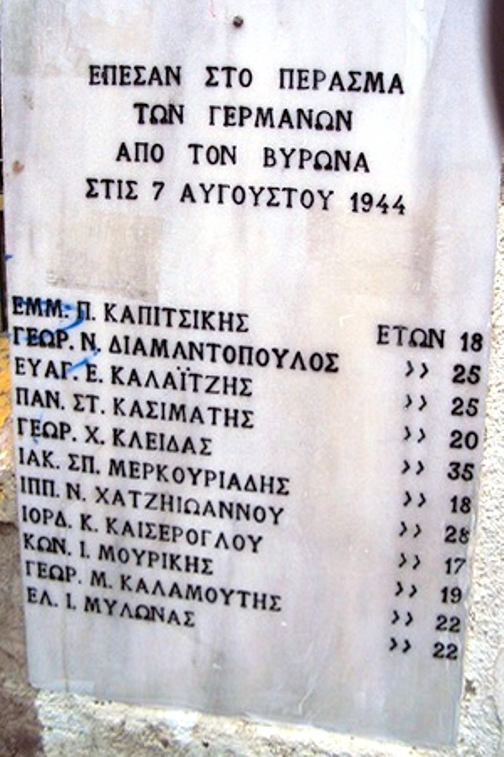 ΕΠΕΣΑΝ ΣΤΟ ΠΕΡΑΣΜΑ
ΤΩΝ ΓΕΡΜΑΝΩΝ
ΑΠΟ ΤΟΝ ΒΥΡΩΝΑ
ΣΤΙΣ 7 ΑΥΓΟΥΣΤΟΥ 1944
ΕΜΜ. Π. ΚΑΠΙΤΣΙΚΗΣ ΕΤΩΝ 18
ΓΕΩΡ. Ν. ΔΙΑΜΑΝΤΟΠΟΥΛΟΣ ›› 25
ΕΥΑΓ. Ε. ΚΑΛΑΪΤΖΗΣ ›› 25
ΠΑΝ. ΣΤ. ΚΑΣΙΜΑΤΗΣ ›› 20
ΓΕΩΡ. Χ. ΚΛΕΙΔΑΣ ›› 35
ΙΑΚ. ΣΠ. ΜΕΡΚΟΥΡΙΑΔΗΣ ›› 18
ΙΠΠ. Ν. ΧΑΤΖΗΙΩΑΝΝΟΥ ›› 28
ΙΟΡΔ. Κ. ΚΑΙΣΕΡΟΓΛΟΥ ›› 17
ΚΩΝ. Ι. ΜΟΥΡΙΚΗΣ ›› 19
ΓΕΩΡ. Μ. ΚΑΛΑΜΟΥΤΗΣ ›› 22
ΕΛ. Ι. ΜΥΛΩΝΑΣ ›› 22